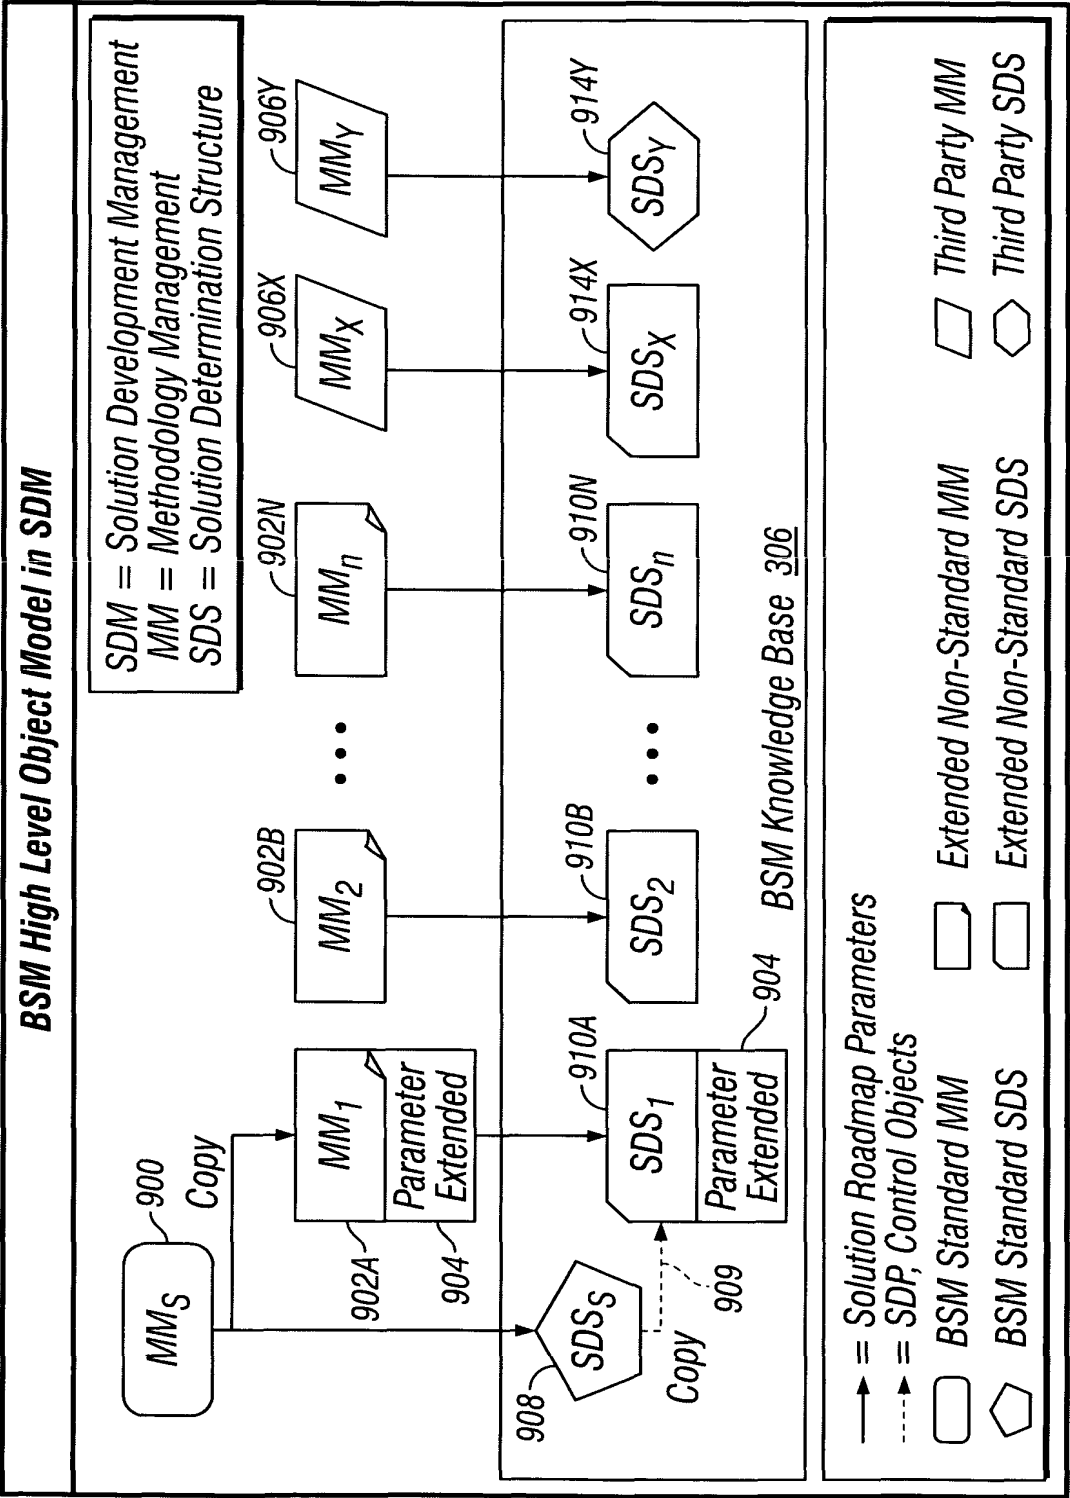 BSM High Level Object Model in SDM
SDM = Solution Development Management
MM = Methodology Management
SDS = Solution Determination Structure
900
MMS
Copy
902A
MM1
904
Parameter
Extended
902B
MM2
902N
MMn
906X
MMX
906Y
MMY
908
SDSS
Copy
909
910A
SDS1
Parameter
Extended
904
910B
SDS2
910N
SDSn
914X
SDSX
914Y
SDSY
BSM Knowledge Base 306
= Solution Roadmap Parameters
= SDP, Control Objects
BSM Standard MM
Extended Non-Standard MM
Third Party MM
BSM Standard SDS
Extended Non-Standard SDS
Third Party SDS